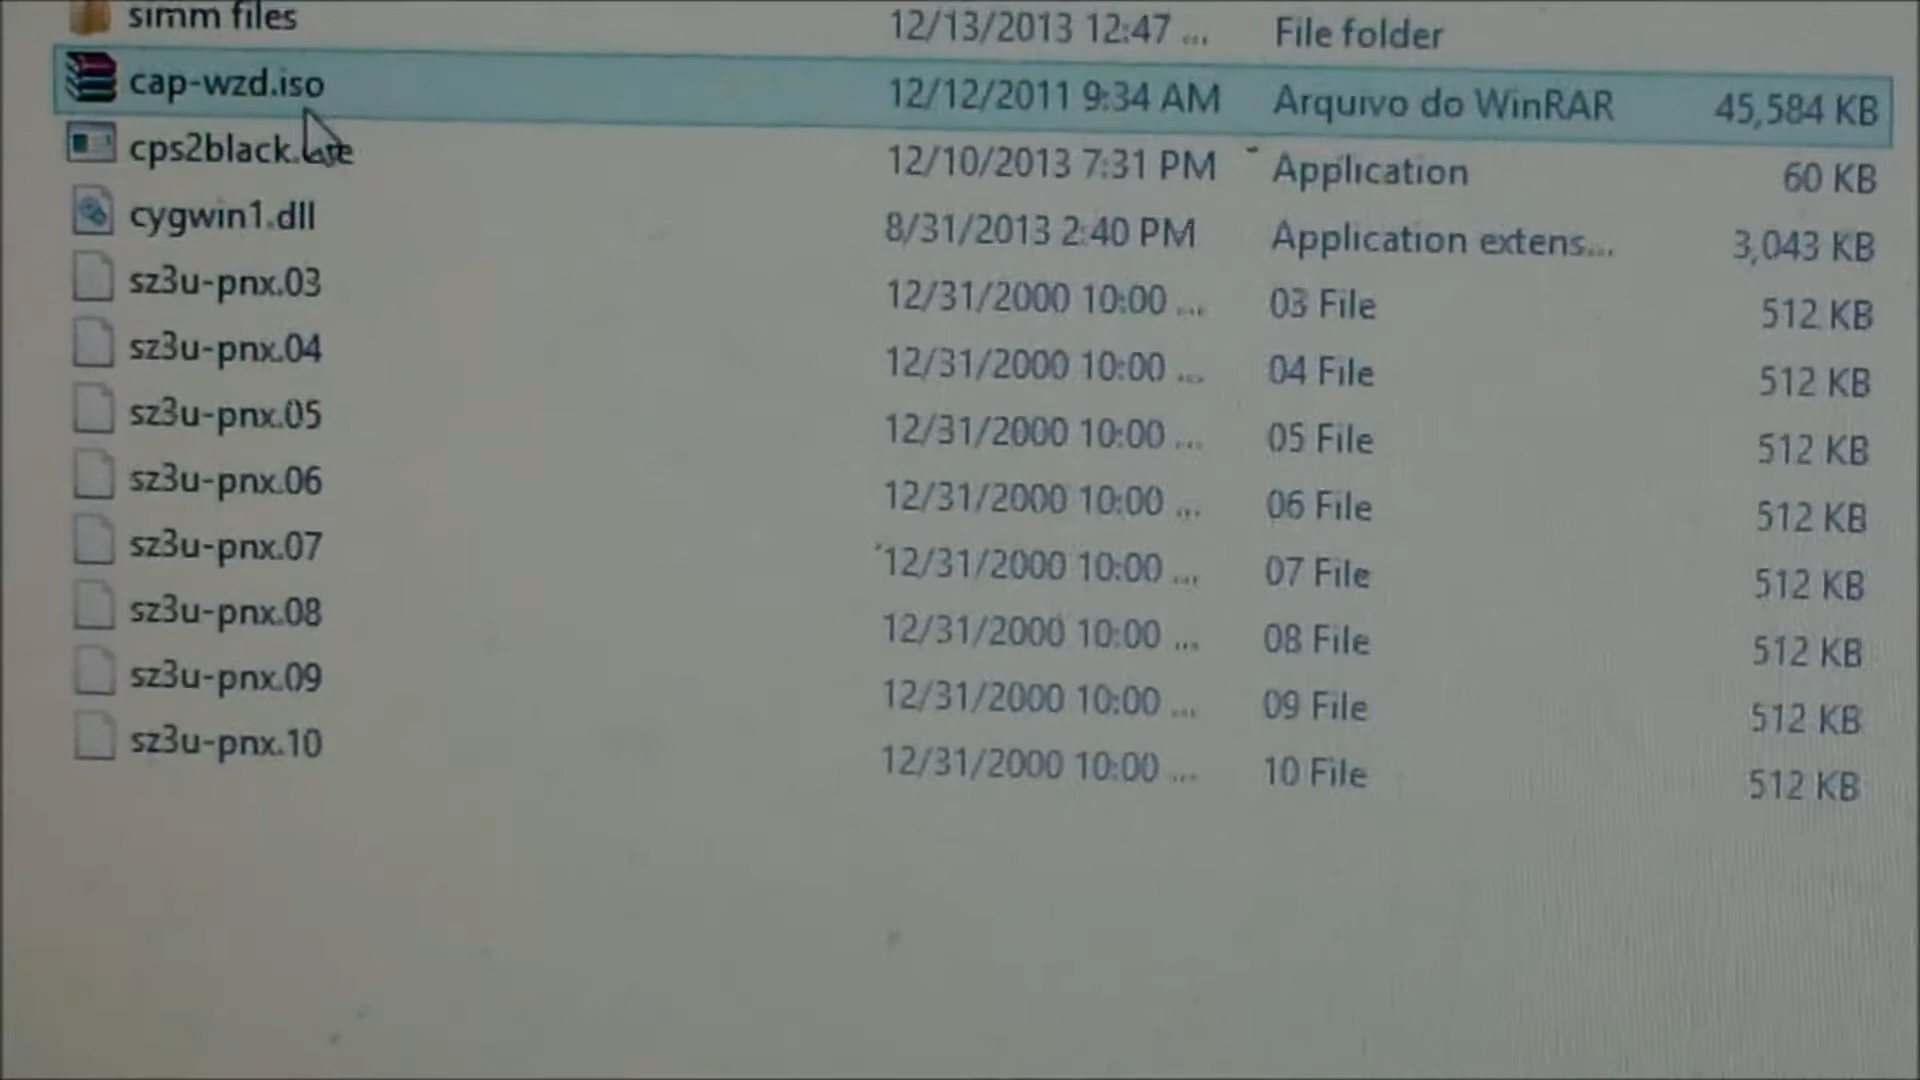 simm files 12/13/2013 12:47 ... File folder
cap-wzd.iso 12/12/2011 9:34 AM Arquivo do WinRAR 45,584 KB
12/10/2013 7:31 PM Application 60 KB
cygwin1.dll 8/31/2013 2:40 PM Application extens... 3,043 KB
sz3u-pnx.03 12/31/2000 10:00 ... 03 File 512 KB
sz3u-pnx.04 12/31/2000 10:00 ... 04 File 512 KB
sz3u-pnx.05 12/31/2000 10:00 ... 05 File 512 KB
sz3u-pnx.06 12/31/2000 10:00 ... 06 File 512 KB
sz3u-pnx.07 12/31/2000 10:00 ... 07 File 512 KB
sz3u-pnx.08 12/31/2000 10:00 ... 08 File 512 KB
sz3u-pnx.09 12/31/2000 10:00 ... 09 File 512 KB
sz3u-pnx.10 12/31/2000 10:00 ... 10 File 512 KB